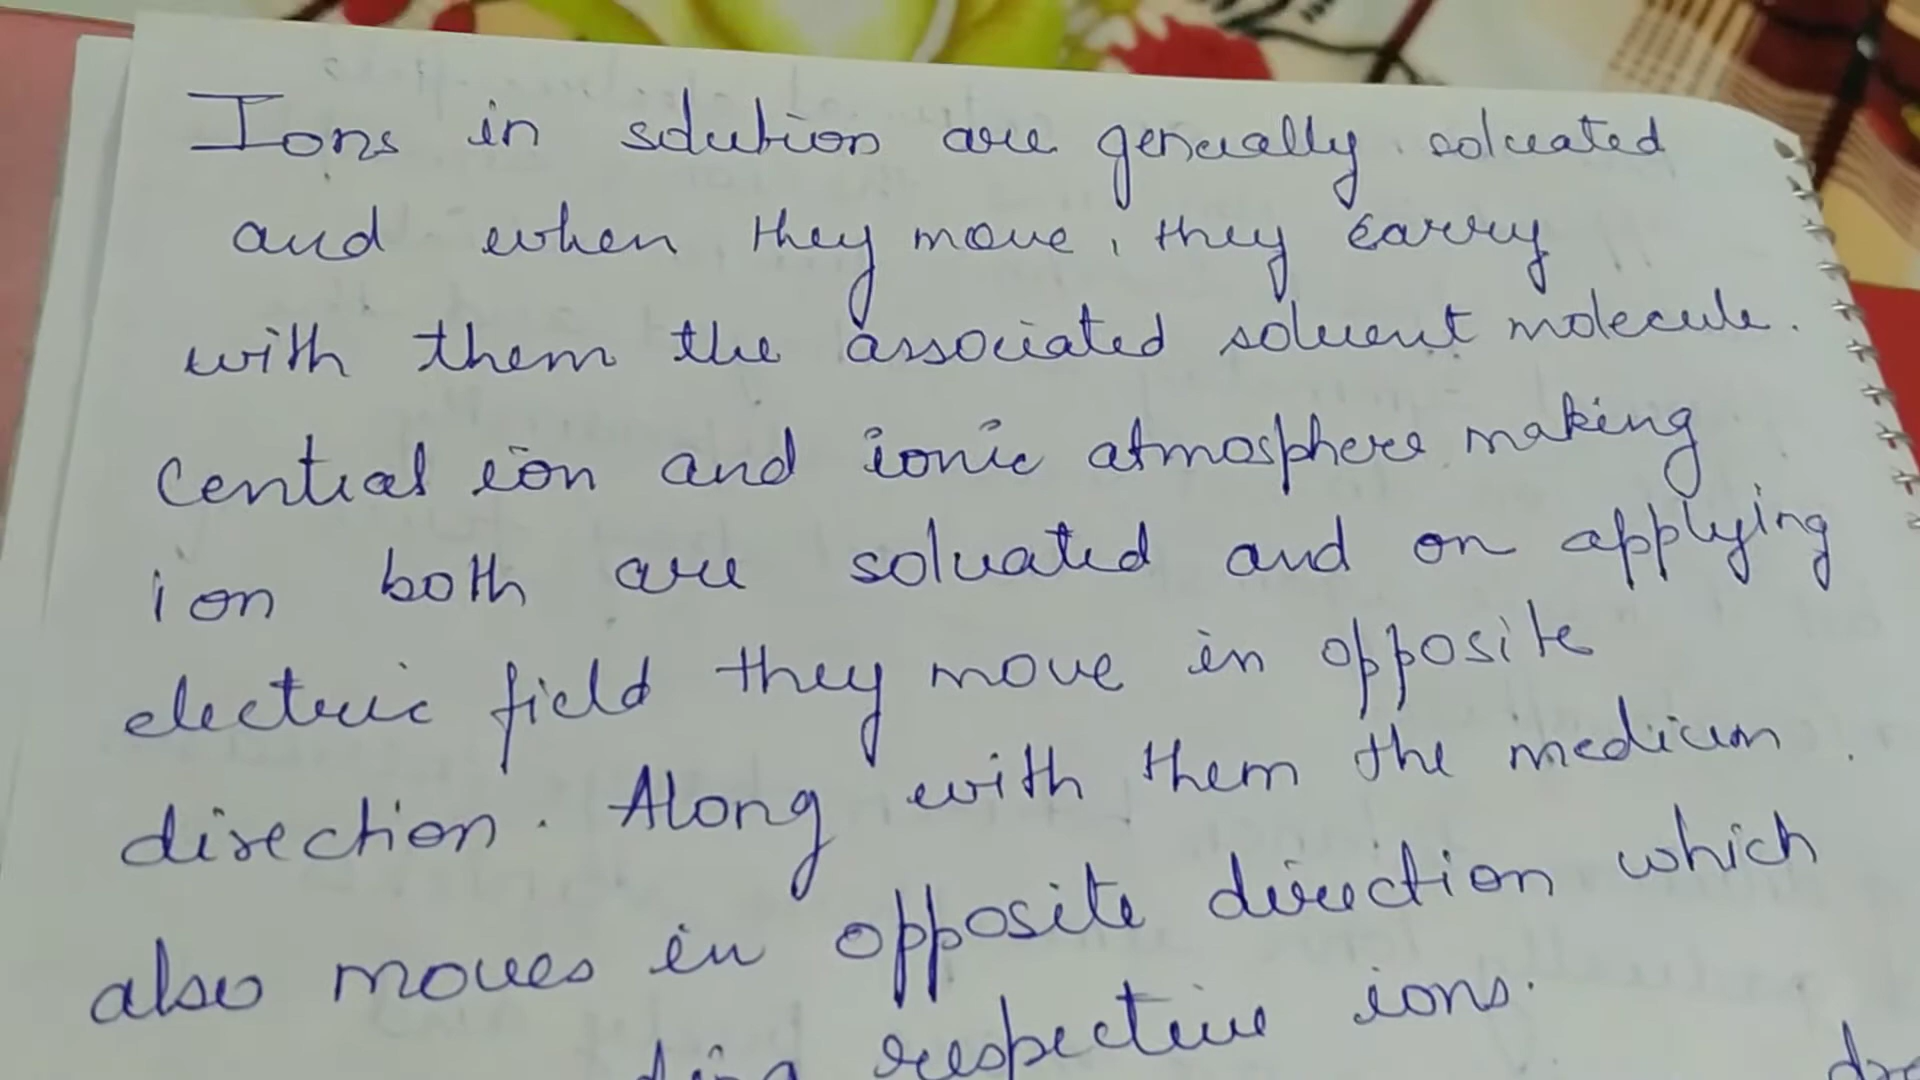 Ions in solution are generally solvated
and when they move, they carry
with them the associated solvent molecule.
Central ion and ionic atmosphere making
ion both are solvated and on applying
electric field they move in opposite
direction. Along with them the medium
also moves in opposite direction which
respective ions.